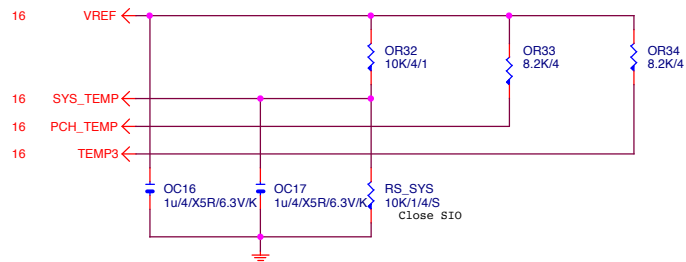 16 VREF
OR32
10K/4/1
OR33
8.2K/4
OR34
8.2K/4
16 SYS_TEMP
16 PCH_TEMP
16 TEMP3
OC16
1u/4/X5R/6.3V/K
OC17
1u/4/X5R/6.3V/K
RS_SYS
10K/1/4/S
Close SIO